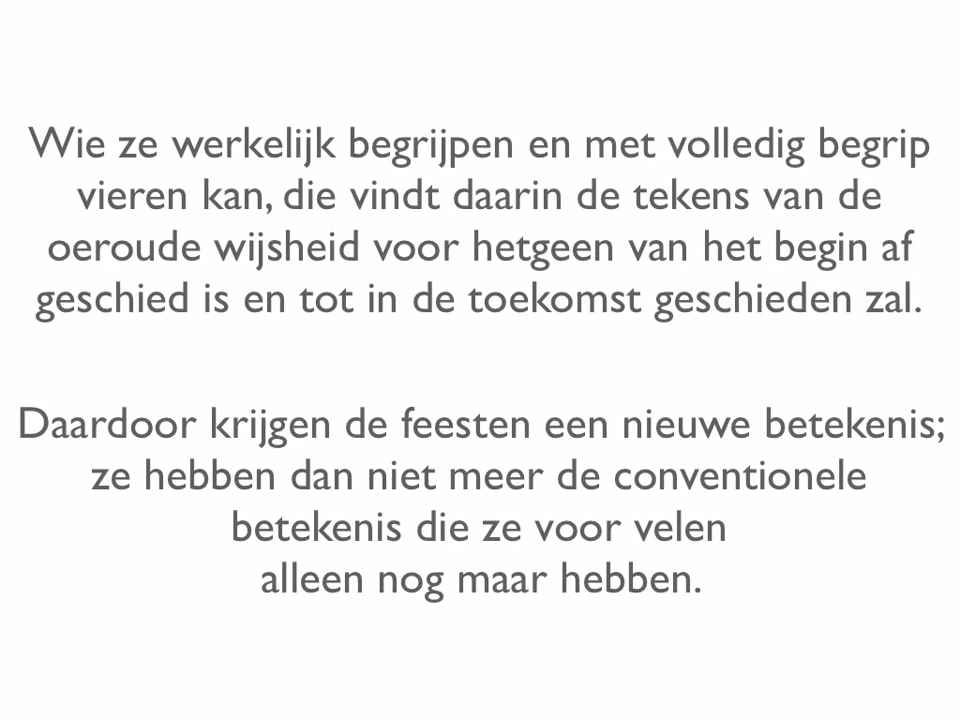 Wie ze werkelijk begrijpen en met volledig begrip
vieren kan, die vindt daarin de tekens van de
oeroude wijsheid voor hetgeen van het begin af
geschied is en tot in de toekomst geschieden zal.
Daardoor krijgen de feesten een nieuwe betekenis;
ze hebben dan niet meer de conventionele
betekenis die ze voor velen
alleen nog maar hebben.